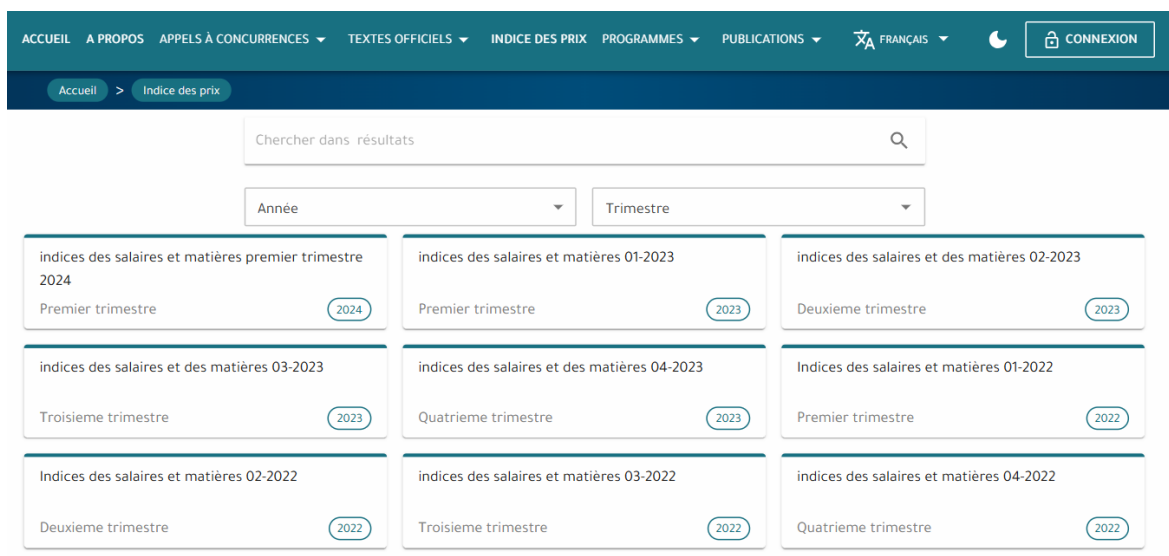 ACCUEIL A PROPOS APPELS À CONCURRENCES TEXTES OFFICIELS INDICE DES PRIX PROGRAMMES PUBLICATIONS FRANÇAIS CONNEXION
Accueil > Indice des prix
Chercher dans résultats
Année Trimestre
indices des salaires et matières premier trimestre
2024
Premier trimestre 2024
indices des salaires et matières 01-2023
Premier trimestre 2023
indices des salaires et des matières 02-2023
Deuxieme trimestre 2023
indices des salaires et des matières 03-2023
Troisieme trimestre 2023
indices des salaires et des matières 04-2023
Quatrieme trimestre 2023
Indices des salaires et matières 01-2022
Premier trimestre 2022
Indices des salaires et matières 02-2022
Deuxieme trimestre 2022
indices des salaires et matières 03-2022
Troisieme trimestre 2022
indices des salaires et matières 04-2022
Quatrieme trimestre 2022